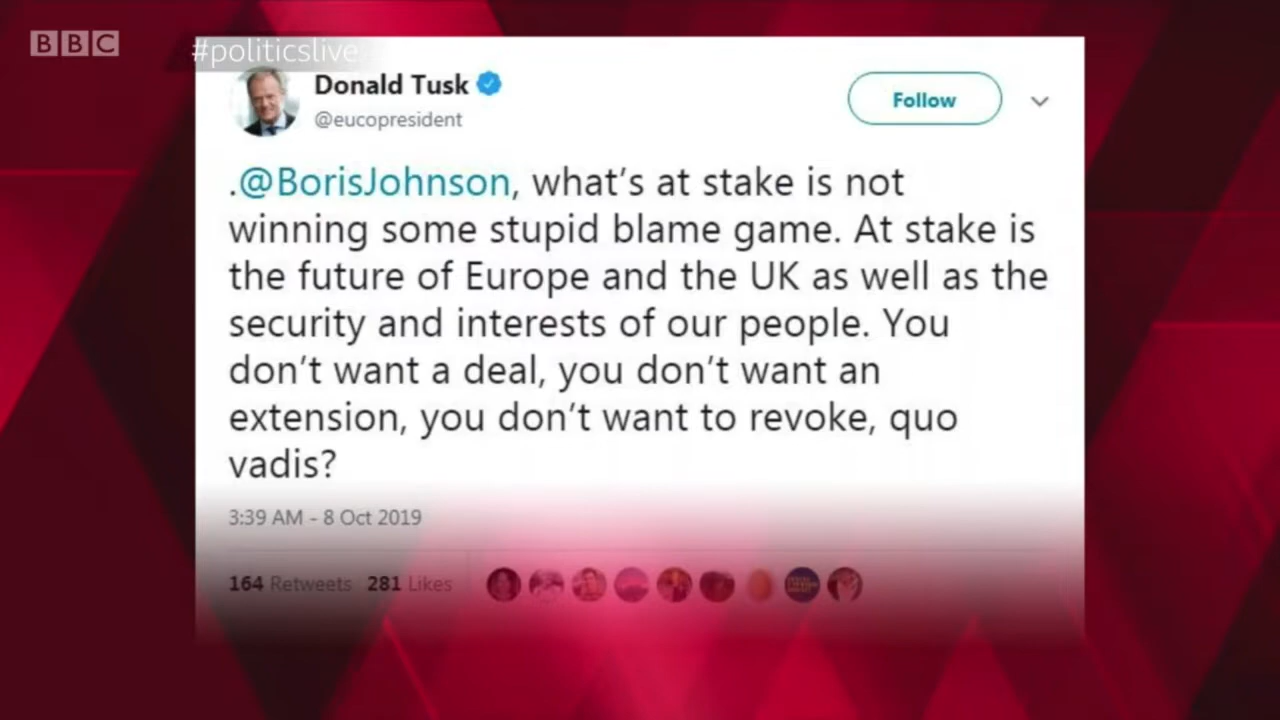 BBC
#politicslive
Donald Tusk
@eucopresident
Follow
.@BorisJohnson, what's at stake is not
winning some stupid blame game. At stake is
the future of Europe and the UK as well as the
security and interests of our people. You
don't want a deal, you don't want an
extension, you don't want to revoke, quo
vadis?
3:39 AM - 8 Oct 2019
164 Retweets 281 Likes